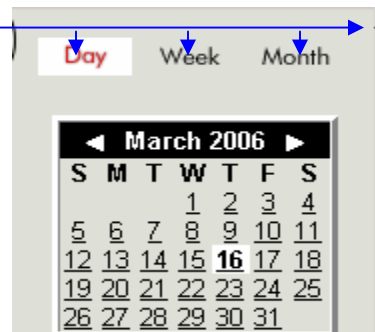 Day Week Month
◄ March 2006 ►
S M T W T F S
1 2 3 4
5 6 7 8 9 10 11
12 13 14 15 16 17 18
19 20 21 22 23 24 25
26 27 28 29 30 31